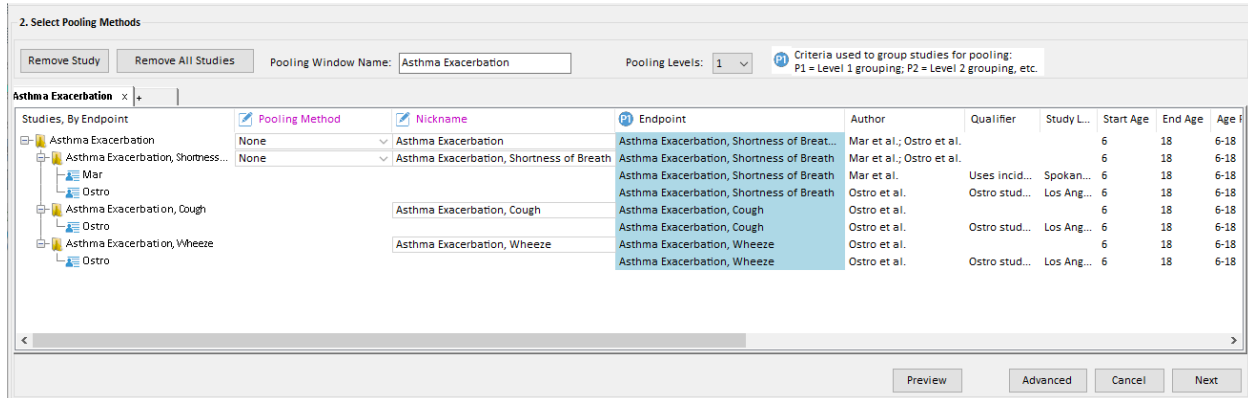 2. Select Pooling Methods
Remove Study Remove All Studies Pooling Window Name: Asthma Exacerbation Pooling Levels: 1 P1 Criteria used to group studies for pooling:
P1 = Level 1 grouping; P2 = Level 2 grouping, etc.
Asthma Exacerbation x +
Studies, By Endpoint Pooling Method Nickname P1 Endpoint Author Qualifier Study L... Start Age End Age Age
Asthma Exacerbation None Asthma Exacerbation Asthma Exacerbation, Shortness of Breat... Mar et al.; Ostro et al. 6 18 6-18
Asthma Exacerbation, Shortness... None Asthma Exacerbation, Shortness of Breath Asthma Exacerbation, Shortness of Breath Mar et al.; Ostro et al. 6 18 6-18
Mar Asthma Exacerbation, Shortness of Breath Mar et al. Uses incid... Spokan... 6 18 6-18
Ostro Asthma Exacerbation, Shortness of Breath Ostro et al. Ostro stud... Los Ang... 6 18 6-18
Asthma Exacerbation, Cough Asthma Exacerbation, Cough Asthma Exacerbation, Cough Ostro et al. 6 18 6-18
Ostro Asthma Exacerbation, Cough Ostro et al. Ostro stud... Los Ang... 6 18 6-18
Asthma Exacerbation, Wheeze Asthma Exacerbation, Wheeze Asthma Exacerbation, Wheeze Ostro et al. 6 18 6-18
Ostro Asthma Exacerbation, Wheeze Ostro et al. Ostro stud... Los Ang... 6 18 6-18
Preview Advanced Cancel Next